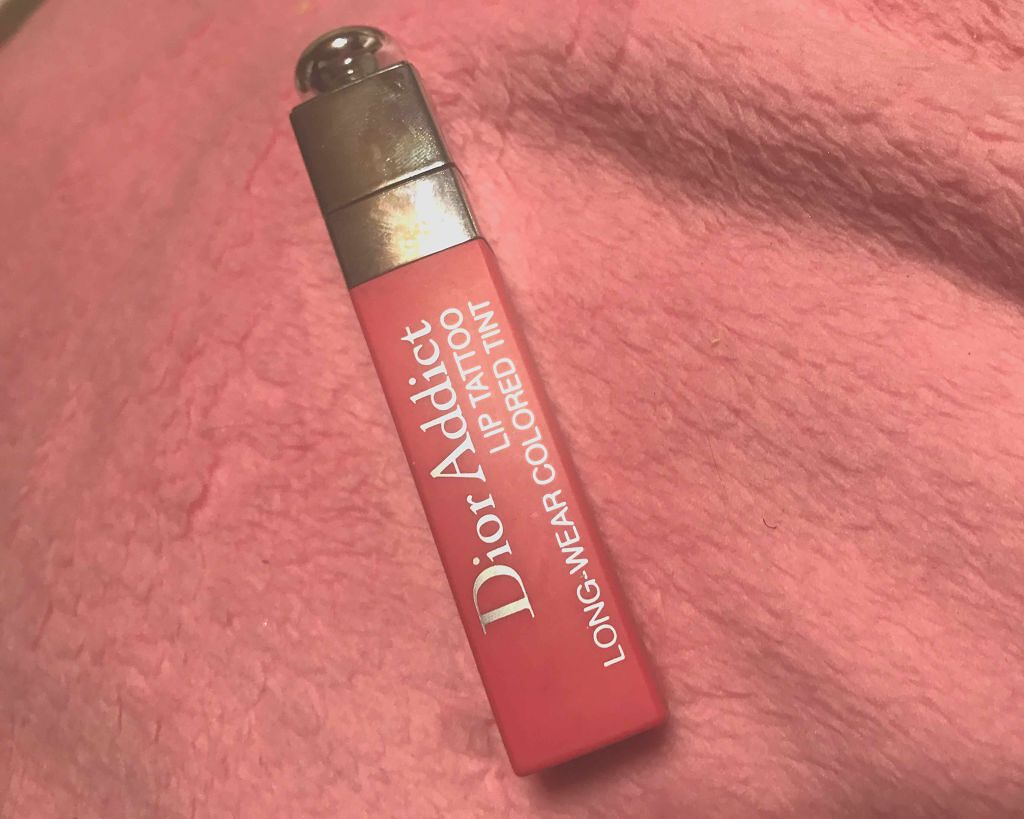 Dior Addict
LIP TATTOO
LONG-WEAR COLORED TINT